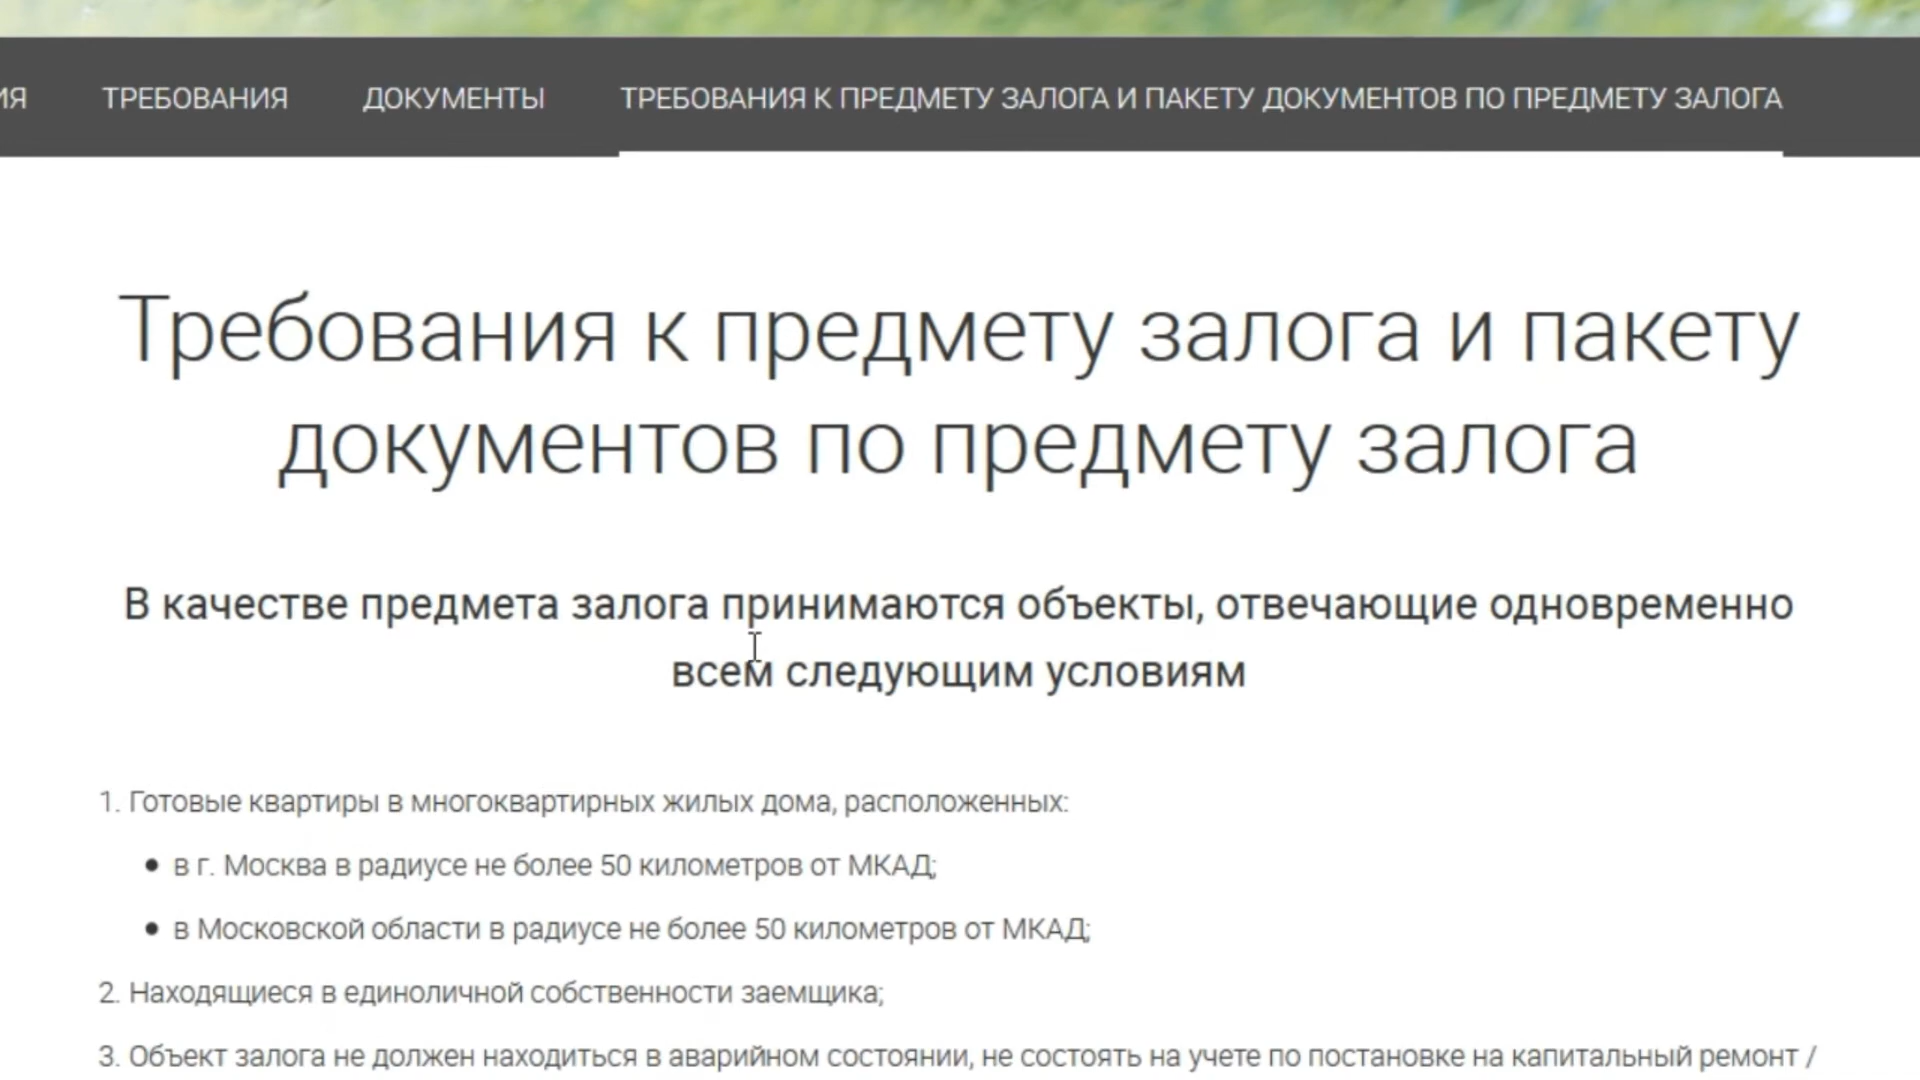 ИЯ ТРЕБОВАНИЯ ДОКУМЕНТЫ ТРЕБОВАНИЯ К ПРЕДМЕТУ ЗАЛОГА И ПАКЕТУ ДОКУМЕНТОВ ПО ПРЕДМЕТУ ЗАЛОГА
Требования к предмету залога и пакету
документов по предмету залога
В качестве предмета залога принимаются объекты, отвечающие одновременно
всем следующим условиям
1. Готовые квартиры в многоквартирных жилых дома, расположенных:
• в г. Москва в радиусе не более 50 километров от МКАД;
• в Московской области в радиусе не более 50 километров от МКАД;
2. Находящиеся в единоличной собственности заемщика;
3. Объект залога не должен находиться в аварийном состоянии, не состоять на учете по постановке на капитальный ремонт /